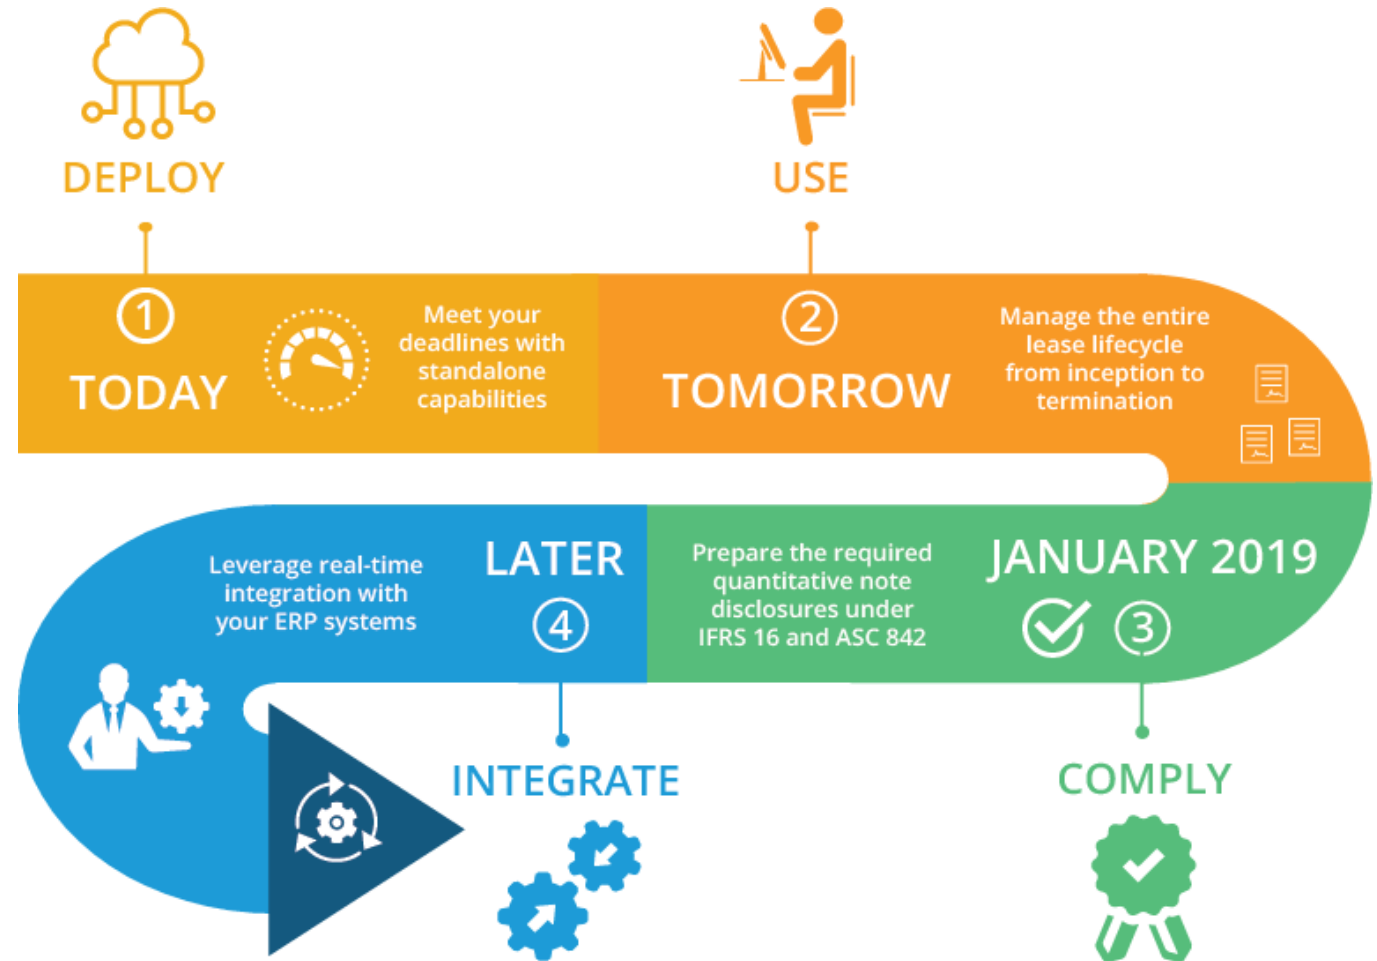 DEPLOY
USE
1
TODAY
Meet your
deadlines with
standalone
capabilities
2
TOMORROW
Manage the entire
lease lifecycle
from inception to
termination
JANUARY 2019
3
Prepare the required
quantitative note
disclosures under
IFRS 16 and ASC 842
LATER
4
Leverage real-time
integration with
your ERP systems
INTEGRATE
COMPLY